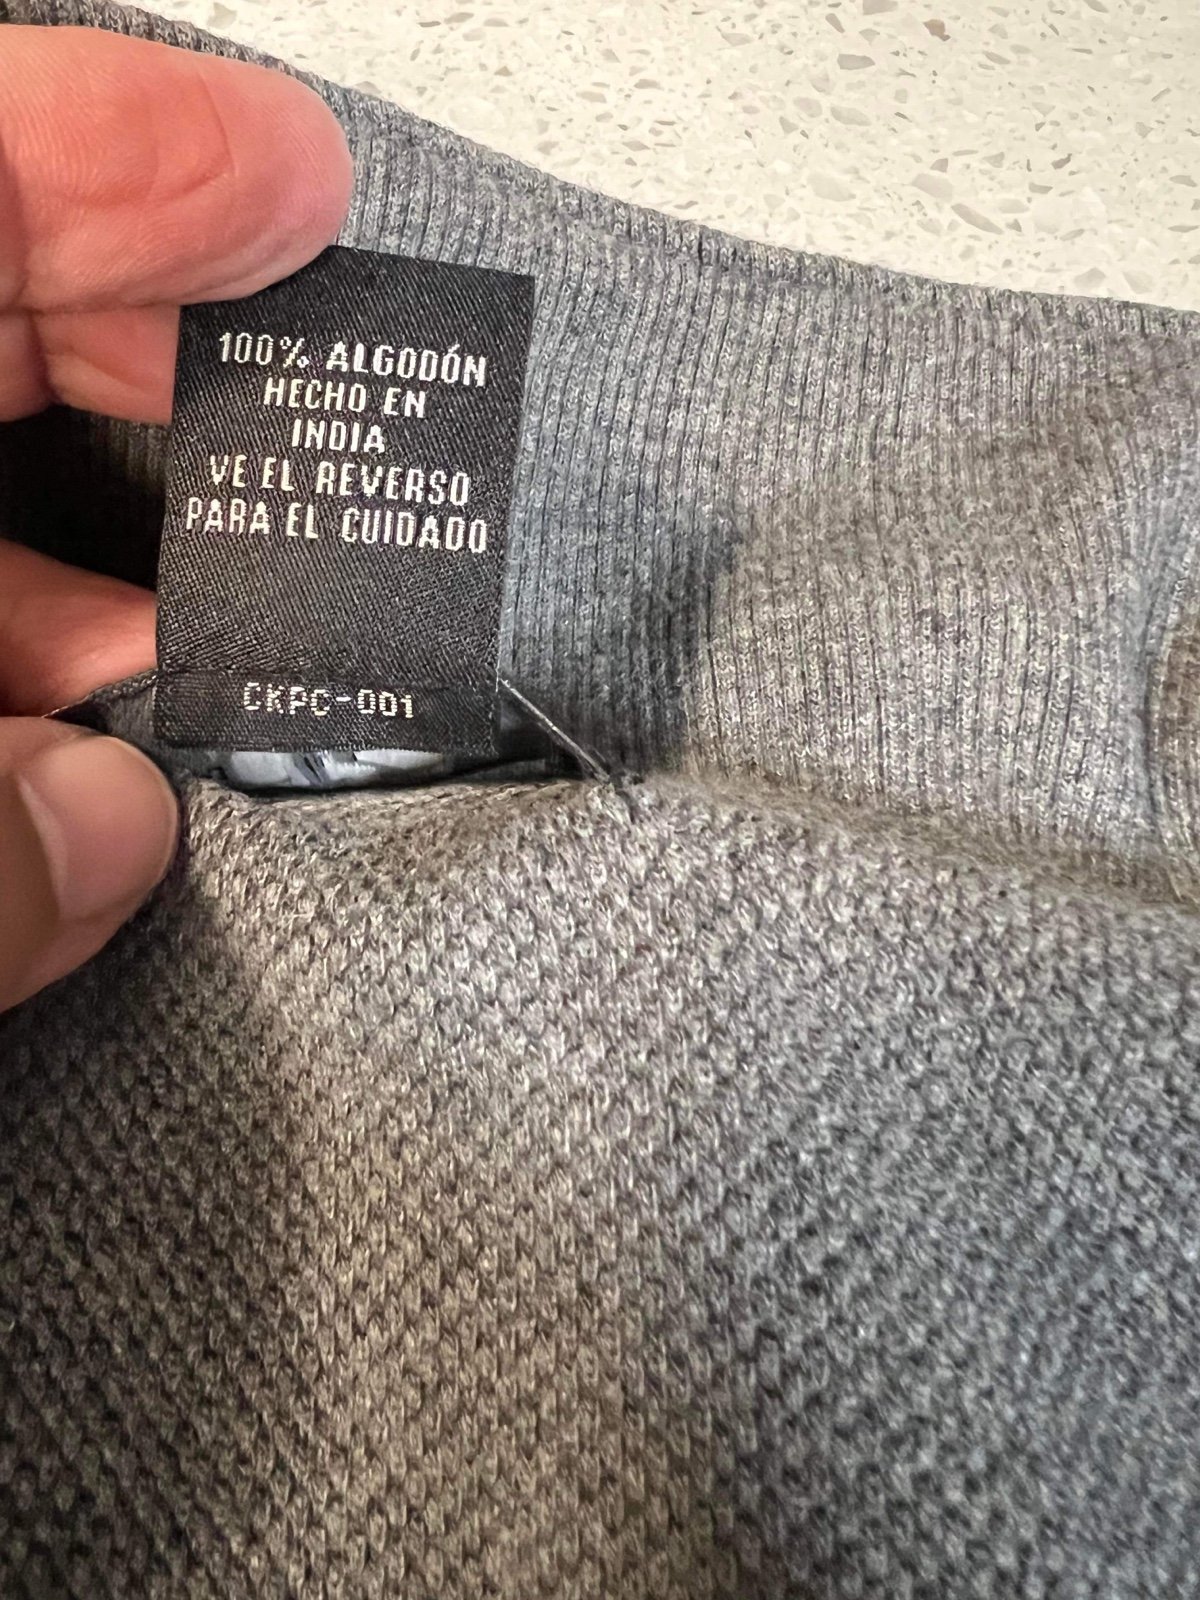 100% ALGODÓN
HECHO EN
INDIA
VE EL REVERSO
PARA EL CUIDADO
CKPC-001